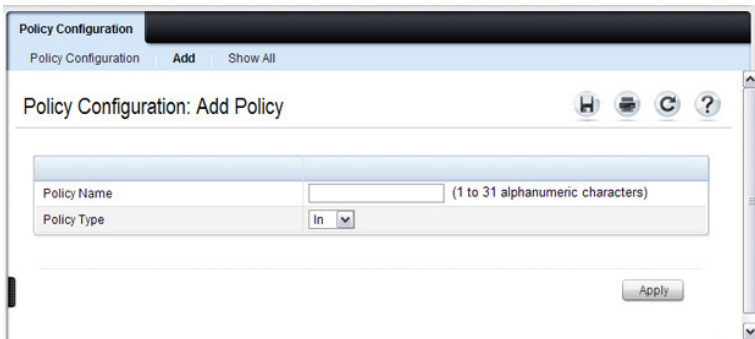 Policy Configuration
Policy Configuration Add Show All
Policy Configuration: Add Policy
Policy Name (1 to 31 alphanumeric characters)
Policy Type In
Apply